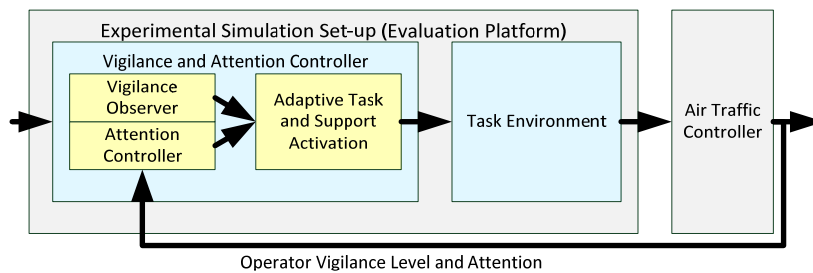 Experimental Simulation Set-up (Evaluation Platform)
Vigilance and Attention Controller
Vigilance
Observer
Attention
Controller
Adaptive Task
and Support
Activation
Task Environment
Air Traffic
Controller
Operator Vigilance Level and Attention